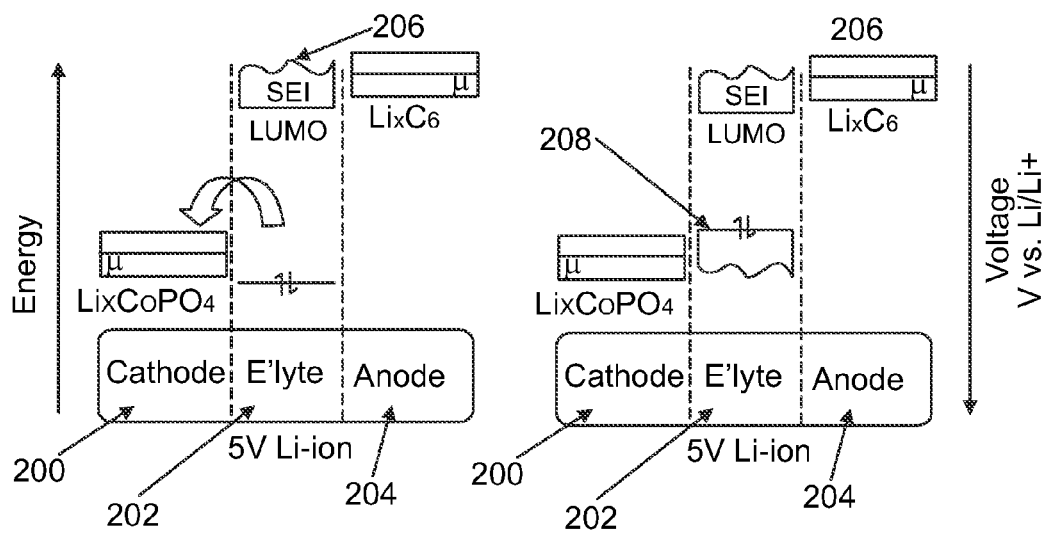 206
206
SEI
μ
LixC6
LUMO
SEI
μ
LixC6
LUMO
208
Energy
Voltage
V vs. Li/Li+
μ
LixCoPO4
μ
LixCoPO4
Cathode
E'lyte
Anode
Cathode
E'lyte
Anode
5V Li-ion
5V Li-ion
200
202
204
200
202
204